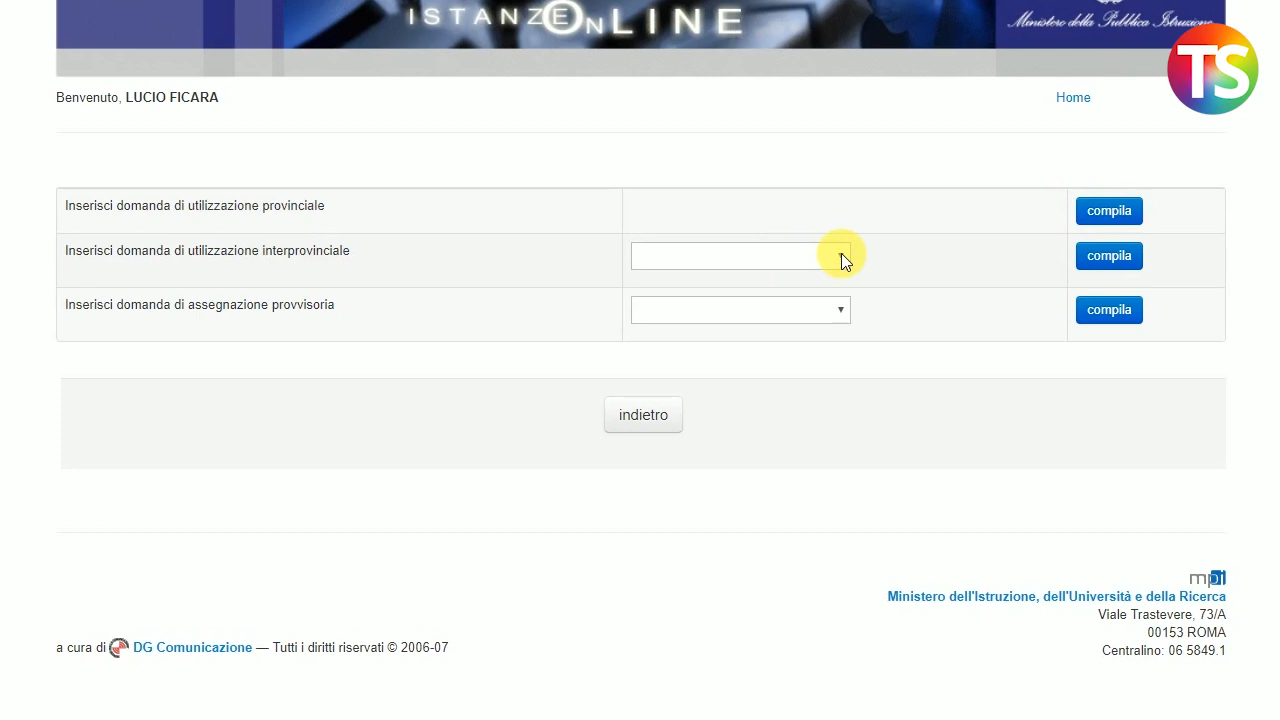 ISTANZE ONLINE
Ministero della Pubblica Istruzione
TS
Benvenuto, LUCIO FICARA
Home
Inserisci domanda di utilizzazione provinciale
compila
Inserisci domanda di utilizzazione interprovinciale
compila
Inserisci domanda di assegnazione provvisoria
compila
indietro
mpi
Ministero dell'Istruzione, dell'Università e della Ricerca
Viale Trastevere, 73/A
00153 ROMA
Centralino: 06 5849.1
a cura di DG Comunicazione — Tutti i diritti riservati © 2006-07